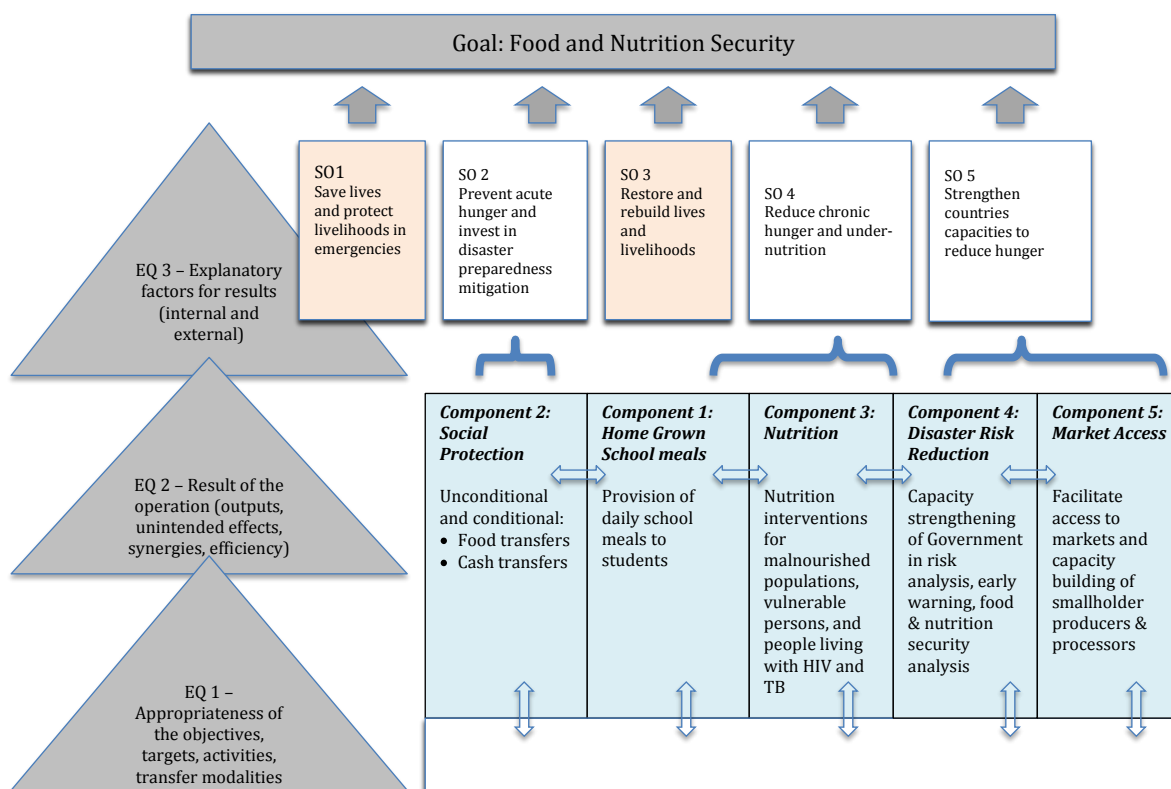 Goal: Food and Nutrition Security
SO1
Save lives
and protect
livelihoods in
emergencies
SO 2
Prevent acute
hunger and
invest in
disaster
preparedness
mitigation
SO 3
Restore and
rebuild lives
and
livelihoods
SO 4
Reduce chronic
hunger and under-
nutrition
SO 5
Strengthen
countries
capacities to
reduce hunger
EQ 3 – Explanatory
factors for results
(internal and
external)
EQ 2 – Result of the
operation (outputs,
unintended effects,
synergies, efficiency)
EQ 1 –
Appropriateness of
the objectives,
targets, activities,
transfer modalities
Component 2:
Social
Protection
Unconditional
and conditional:
• Food transfers
• Cash transfers
Component 1:
Home Grown
School meals
Provision of
daily school
meals to
students
Component 3:
Nutrition
Nutrition
interventions
for
malnourished
populations,
vulnerable
persons, and
people living
with HIV and
TB
Component 4:
Disaster Risk
Reduction
Capacity
strengthening
of Government
in risk
analysis, early
warning, food
& nutrition
security
analysis
Component 5:
Market Access
Facilitate
access to
markets and
capacity
building of
smallholder
producers &
processors